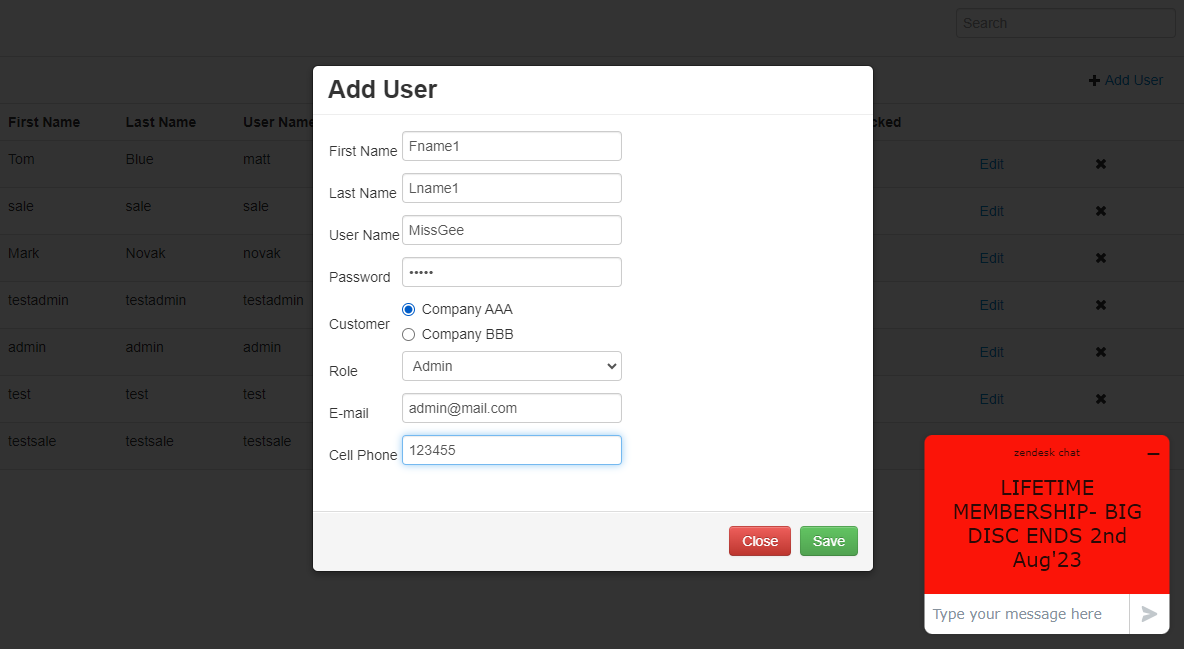 Search
Add User
First Name Last Name User Name cked
Tom Blue matt Edit
sale sale sale Edit
Mark Novak novak Edit
testadmin testadmin testadmin Edit
admin admin admin Edit
test test test Edit
testsale testsale testsale
Add User
First Name Fname1
Last Name Lname1
User Name MissGee
Password •••••
Customer
Company AAA
Company BBB
Role Admin
E-mail admin@mail.com
Cell Phone 123455
Close Save
zendesk chat
LIFETIME
MEMBERSHIP- BIG
DISC ENDS 2nd
Aug'23
Type your message here